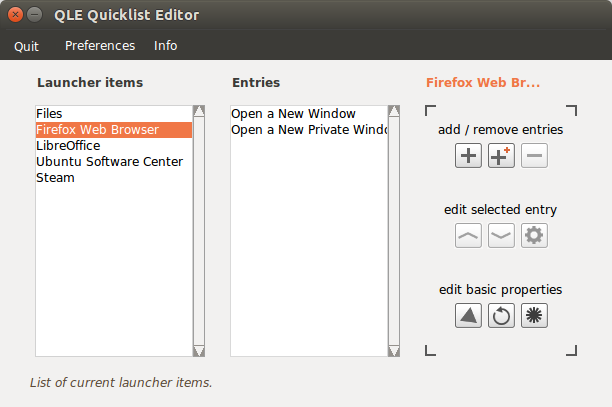 QLE Quicklist Editor
Quit Preferences Info
Launcher items
Files
Firefox Web Browser
LibreOffice
Ubuntu Software Center
Steam
Entries
Open a New Window
Open a New Private Windo
Firefox Web Br...
add / remove entries
edit selected entry
edit basic properties
List of current launcher items.